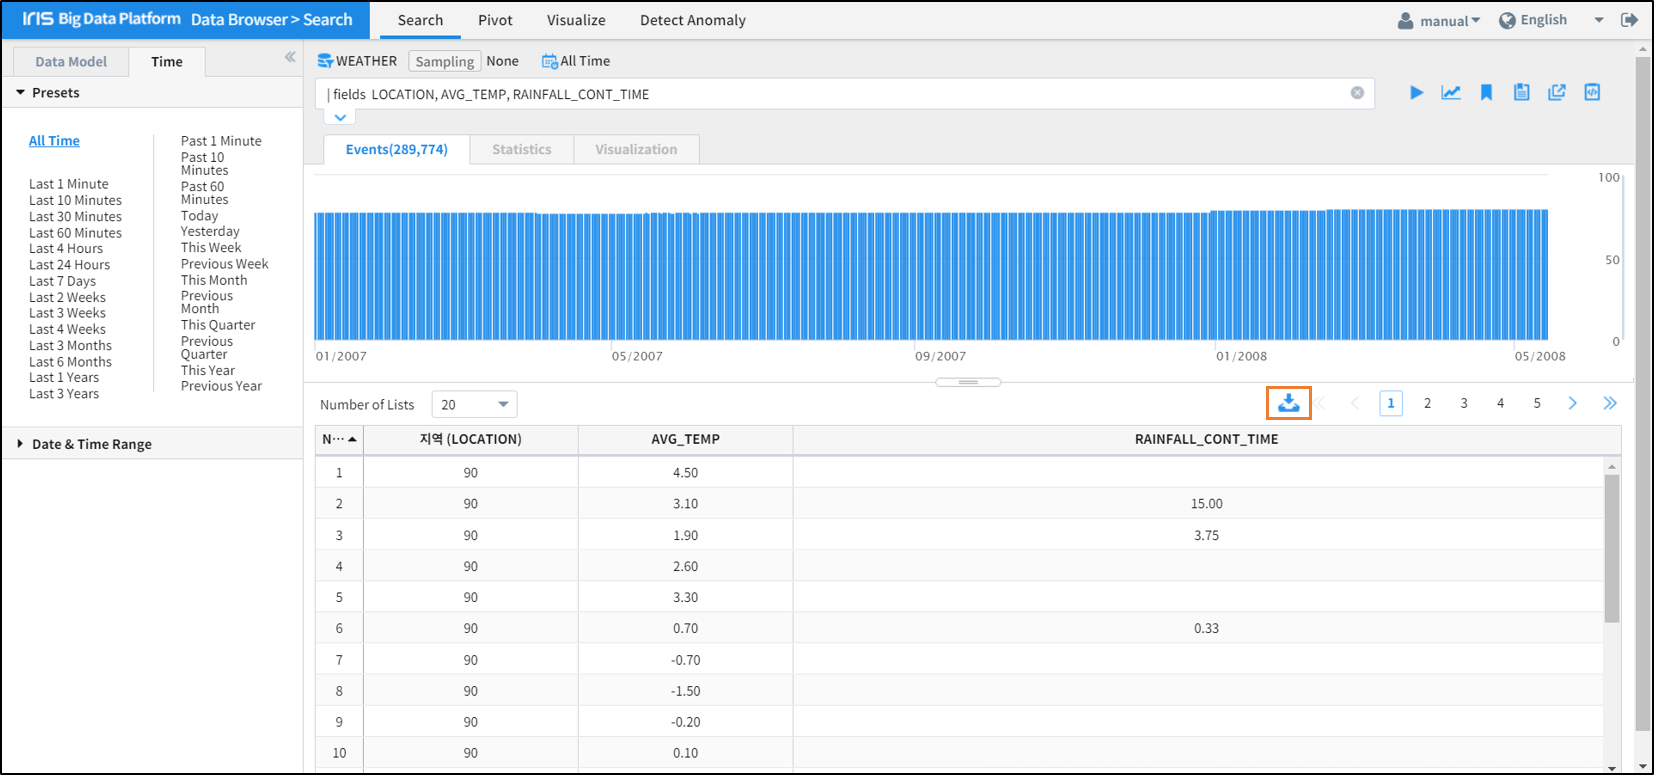 IRIS Big Data Platform Data Browser > Search
Search Pivot Visualize Detect Anomaly
manual English
Data Model Time
Presets
All Time
Last 1 Minute
Last 10 Minutes
Last 30 Minutes
Last 60 Minutes
Last 4 Hours
Last 24 Hours
Last 7 Days
Last 2 Weeks
Last 3 Weeks
Last 4 Weeks
Last 3 Months
Last 6 Months
Last 1 Years
Last 3 Years
Past 1 Minute
Past 10
Minutes
Past 60
Minutes
Today
Yesterday
This Week
Previous Week
This Month
Previous
Month
This Quarter
Previous
Quarter
This Year
Previous Year
Date & Time Range
WEATHER Sampling None All Time
| fields LOCATION, AVG_TEMP, RAINFALL_CONT_TIME
Events(289,774) Statistics Visualization
100
50
0
01/2007 05/2007 09/2007 01/2008 05/2008
Number of Lists 20
1 2 3 4 5
N··· 지역 (LOCATION) AVG_TEMP RAINFALL_CONT_TIME
1 90 4.50
2 90 3.10 15.00
3 90 1.90 3.75
4 90 2.60
5 90 3.30
6 90 0.70 0.33
7 90 -0.70
8 90 -1.50
9 90 -0.20
10 90 0.10